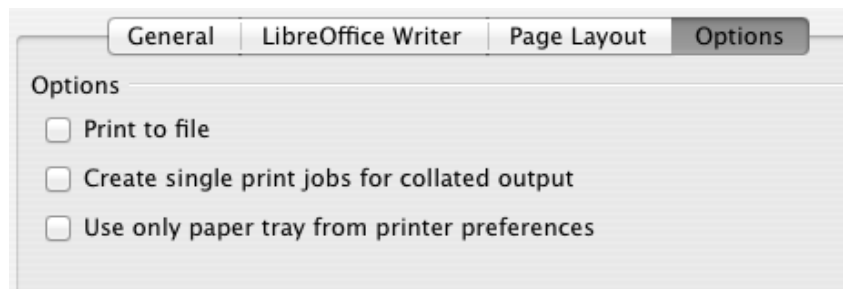 General LibreOffice Writer Page Layout Options
Options
Print to file
Create single print jobs for collated output
Use only paper tray from printer preferences